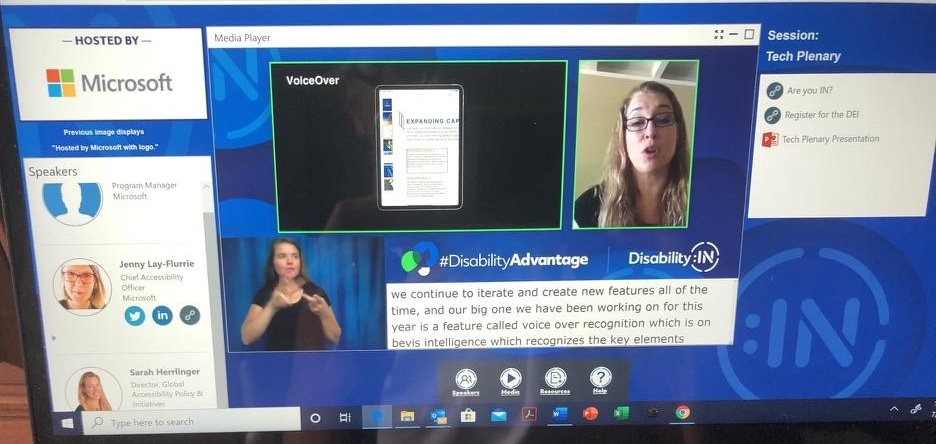 — HOSTED BY —
Microsoft
Previous image displays
"Hosted by Microsoft with logo."
Speakers
Program Manager
Microsoft
Jenny Lay-Flurrie
Chief Accessibility
Officer
Microsoft
in
Sarah Herrlinger
Director, Global
Accessibility Policy &
Initiatives
Media Player
VoiceOver
EXPANDING CAP
#DisabilityAdvantage
Disability:IN
we continue to iterate and create new features all of the
time, and our big one we have been working on for this
year is a feature called voice over recognition which is on
bevis intelligence which recognizes the key elements
Session:
Tech Plenary
Are you IN?
Register for the DEI
Tech Plenary Presentation
:IN
Speakers
Media
Resources
Help
Type here to search